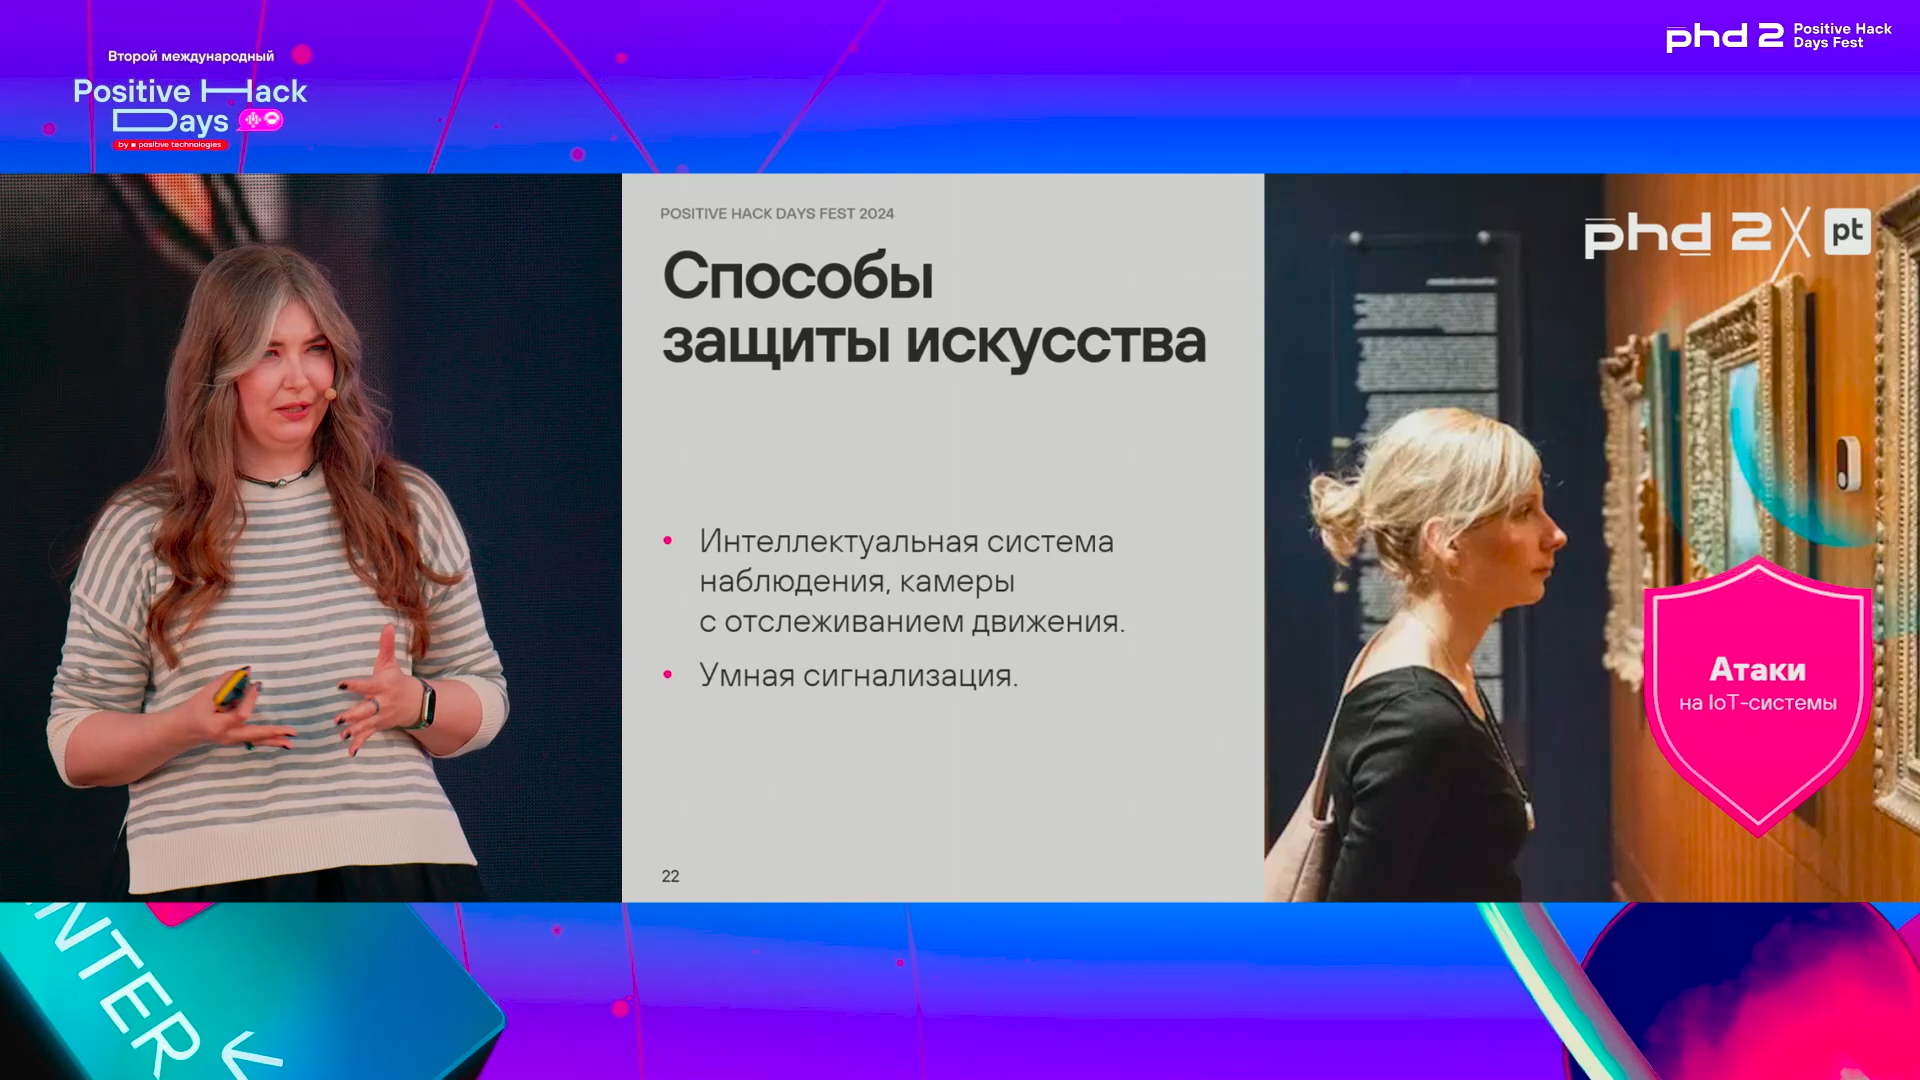 Второй международный
Positive Hack
Days
by positive technologies
phd 2 Positive Hack
Days Fest
POSITIVE HACK DAYS FEST 2024
Способы
защиты искусства
• Интеллектуальная система
наблюдения, камеры
с отслеживанием движения.
• Умная сигнализация.
22
phd 2 X pt
Атаки
на IoT-системы
ENTER